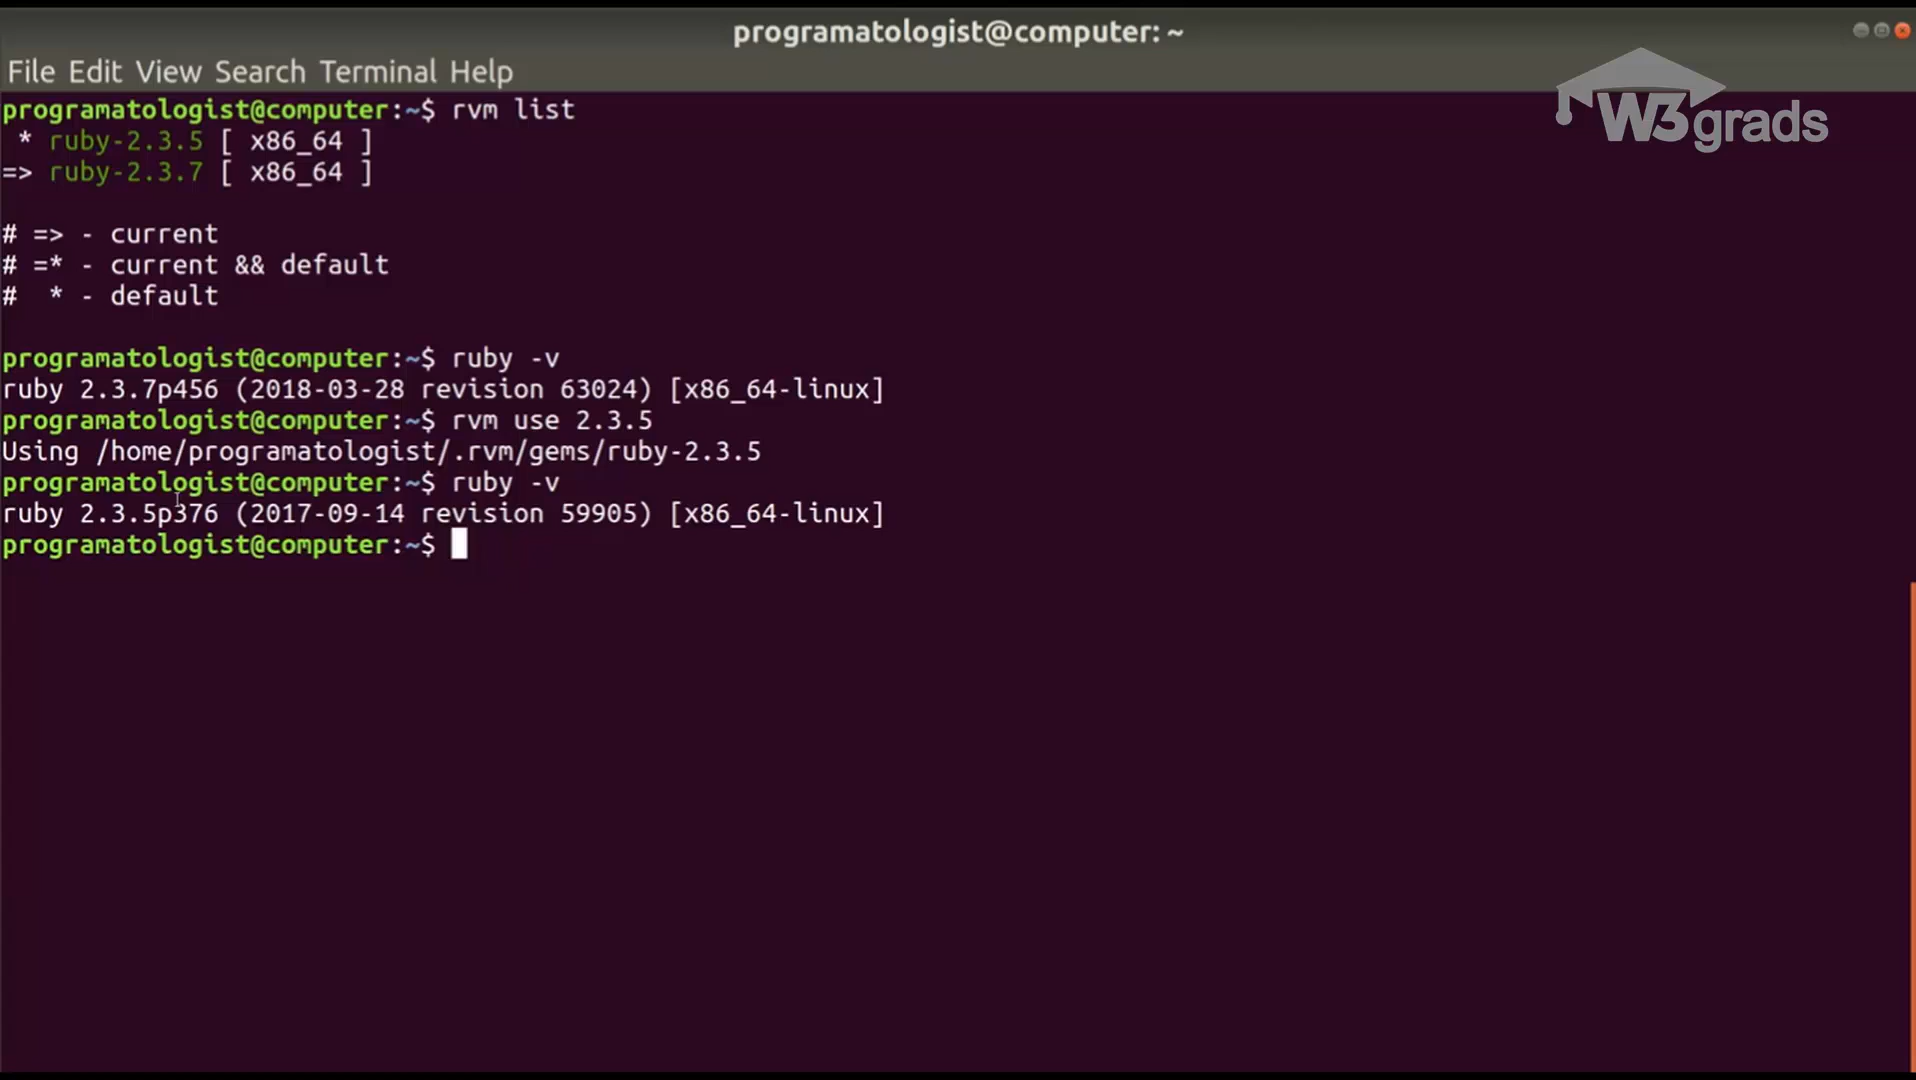 programatologist@computer: ~
File Edit View Search Terminal Help
W3grads
programatologist@computer:~$ rvm list
 * ruby-2.3.5 [ x86_64 ]
=> ruby-2.3.7 [ x86_64 ]
# => - current
# =* - current && default
#  * - default
programatologist@computer:~$ ruby -v
ruby 2.3.7p456 (2018-03-28 revision 63024) [x86_64-linux]
programatologist@computer:~$ rvm use 2.3.5
Using /home/programatologist/.rvm/gems/ruby-2.3.5
programatologist@computer:~$ ruby -v
ruby 2.3.5p376 (2017-09-14 revision 59905) [x86_64-linux]
programatologist@computer:~$